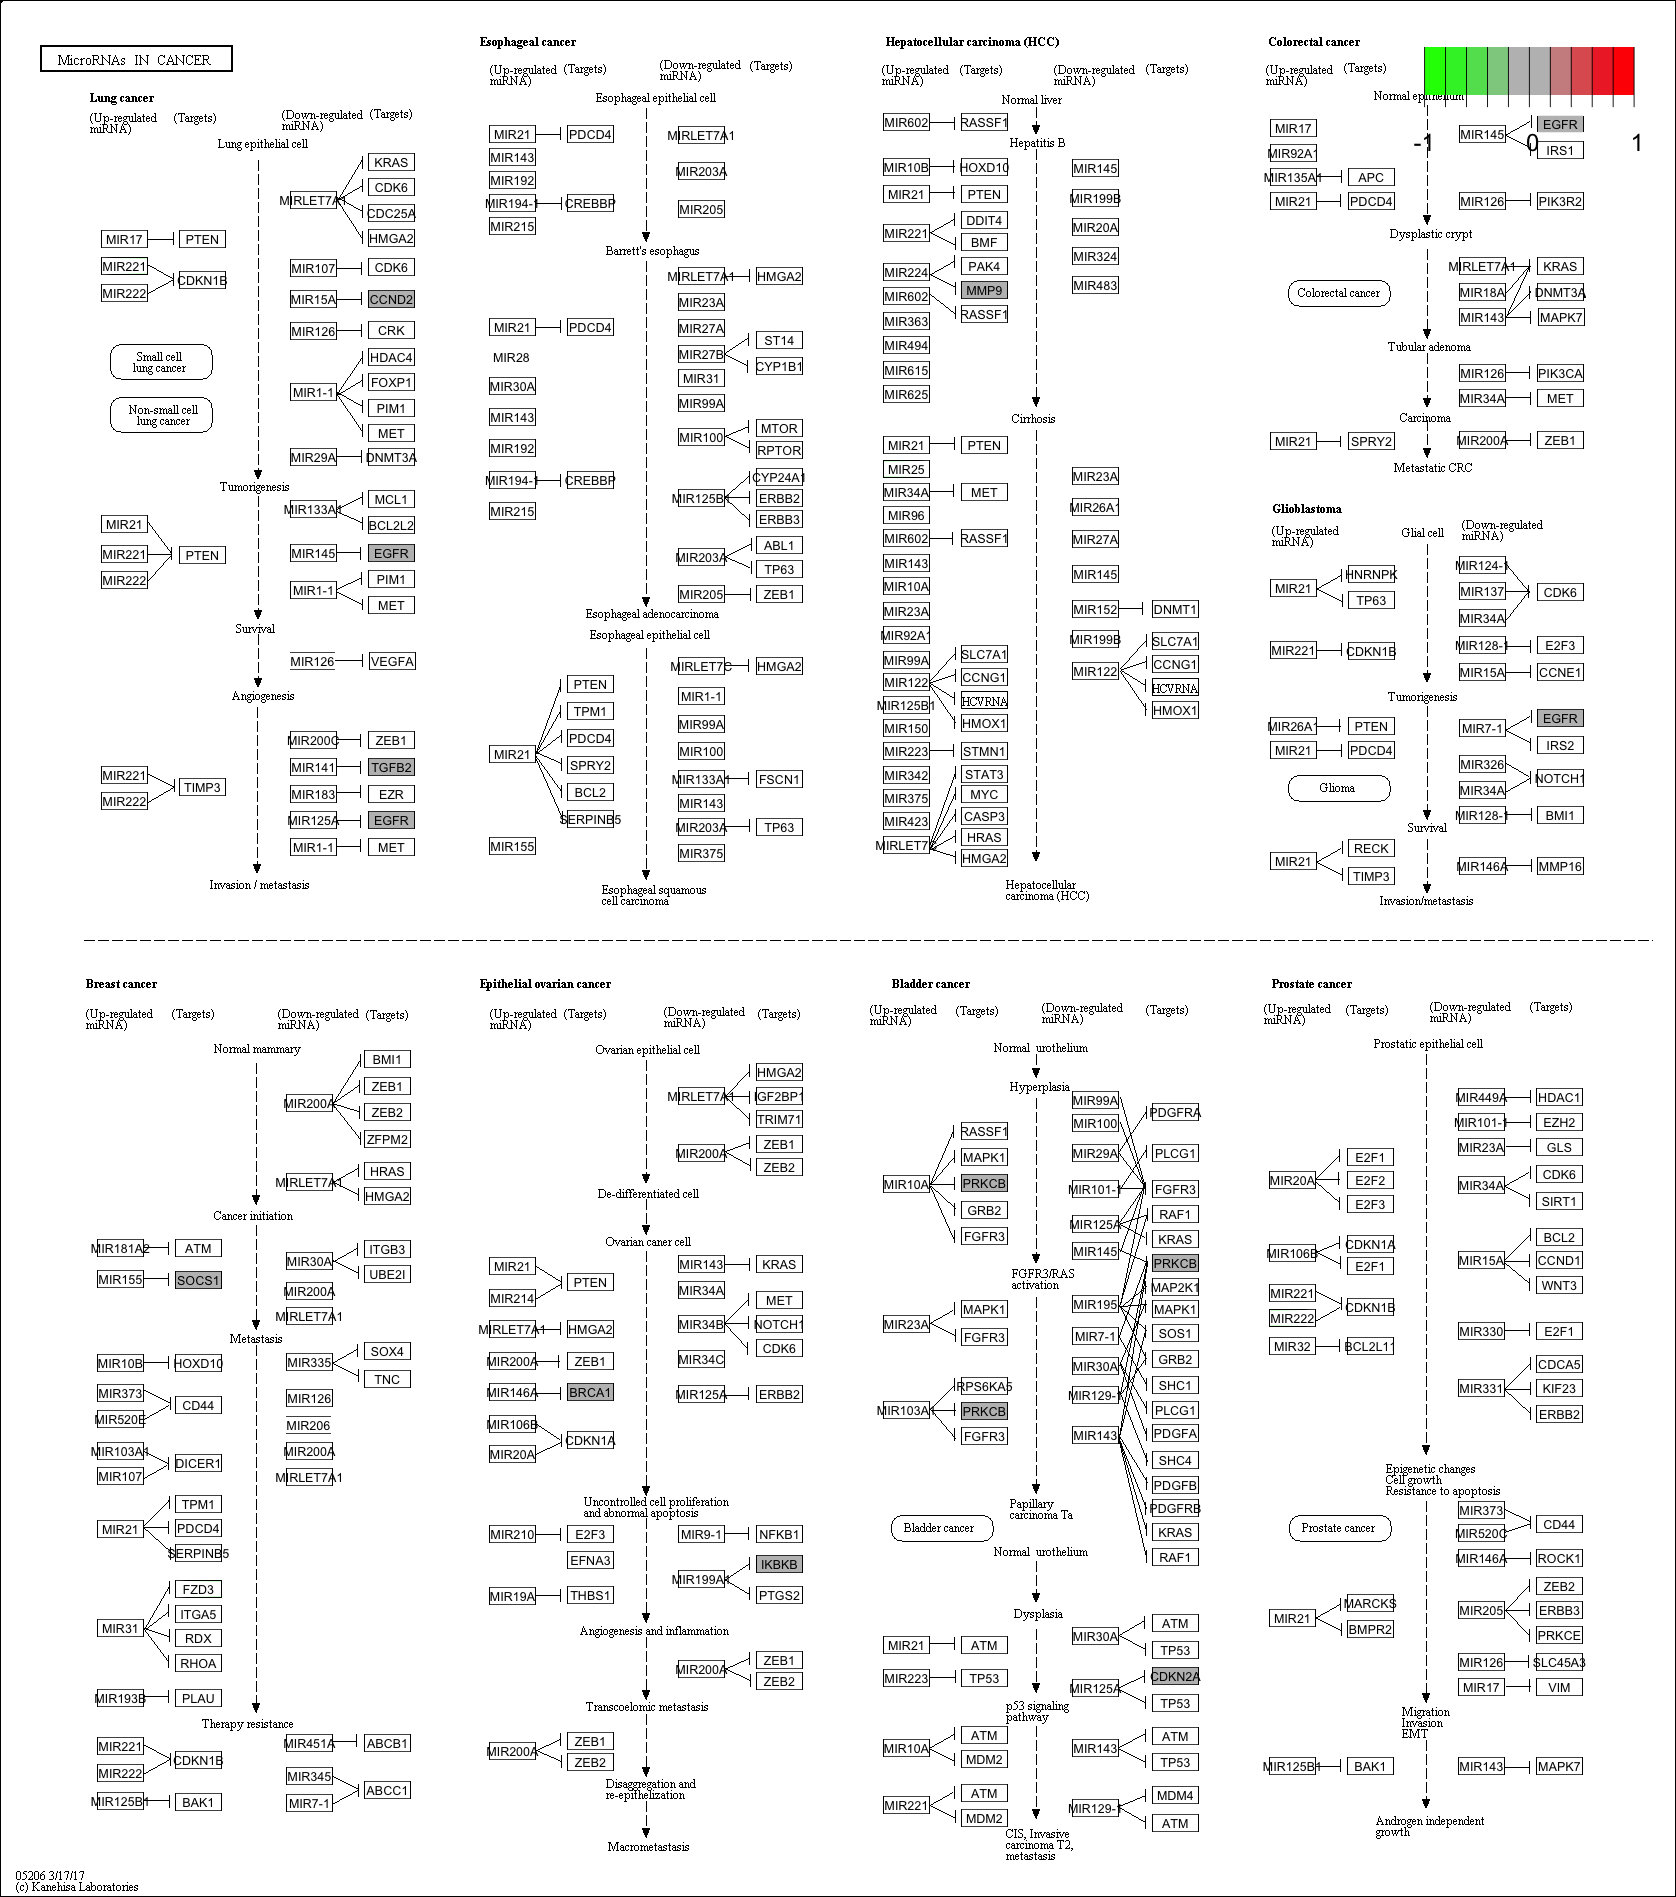 MicroRNAs IN CANCER
Lung cancer
(Up-regulated
miRNA)
(Targets)
(Down-regulated
miRNA)
(Targets)
Lung epithelial cell
MIRLET7A1
KRAS
CDK6
CDC25A
HMGA2
MIR17
PTEN
MIR221
MIR222
CDKN1B
MIR107
CDK6
MIR15A
CCND2
MIR126
CRK
Small cell
lung cancer
Non-small cell
lung cancer
MIR1-1
HDAC4
FOXP1
PIM1
MET
MIR29A
DNMT3A
Tumorigenesis
MIR21
MIR221
MIR222
PTEN
MIR133A1
MCL1
BCL2L2
MIR145
EGFR
MIR1-1
PIM1
MET
Survival
MIR126
VEGFA
Angiogenesis
MIR221
MIR222
TIMP3
MIR200C
ZEB1
MIR141
TGFB2
MIR183
EZR
MIR125A
EGFR
MIR1-1
MET
Invasion / metastasis
Esophageal cancer
(Up-regulated
miRNA)
(Targets)
(Down-regulated
miRNA)
(Targets)
Esophageal epithelial cell
MIR21
PDCD4
MIR143
MIR192
MIR194-1
CREBBP
MIR215
MIRLET7A1
MIR203A
MIR205
Barrett's esophagus
MIR21
PDCD4
MIR28
MIR30A
MIR143
MIR192
MIR194-1
CREBBP
MIR215
MIRLET7A1
HMGA2
MIR23A
MIR27A
MIR27B
ST14
CYP1B1
MIR31
MIR99A
MIR100
MTOR
RPTOR
MIR125B1
CYP24A1
ERBB2
ERBB3
MIR203A
ABL1
TP63
MIR205
ZEB1
Esophageal adenocarcinoma
Esophageal epithelial cell
MIR21
PTEN
TPM1
PDCD4
SPRY2
BCL2
SERPINB5
MIR155
MIRLET7C
HMGA2
MIR1-1
MIR99A
MIR100
MIR133A1
FSCN1
MIR143
MIR203A
TP63
MIR375
Esophageal squamous
cell carcinoma
Hepatocellular carcinoma (HCC)
(Up-regulated
miRNA)
(Targets)
(Down-regulated
miRNA)
(Targets)
Normal liver
MIR602
RASSF1
Hepatitis B
MIR10B
HOXD10
MIR21
PTEN
MIR221
DDIT4
BMF
MIR224
PAK4
MMP9
MIR602
RASSF1
MIR363
MIR494
MIR615
MIR625
MIR145
MIR199B
MIR20A
MIR324
MIR483
Cirrhosis
MIR21
PTEN
MIR25
MIR34A
MET
MIR96
MIR602
RASSF1
MIR143
MIR10A
MIR23A
MIR92A1
MIR99A
MIR122
SLC7A1
CCNG1
HCVRNA
HMOX1
MIR125B1
MIR150
MIR223
STMN1
MIR342
MIR375
MIR423
MIRLET7
STAT3
MYC
CASP3
HRAS
HMGA2
MIR23A
MIR26A1
MIR27A
MIR145
MIR152
DNMT1
MIR199B
MIR122
SLC7A1
CCNG1
HCVRNA
HMOX1
Hepatocellular
carcinoma (HCC)
Colorectal cancer
(Up-regulated
miRNA)
(Targets)
-1
0
1
Normal epithelium
MIR17
MIR92A1
MIR135A1
APC
MIR21
PDCD4
MIR145
EGFR
IRS1
MIR126
PIK3R2
Dysplastic crypt
Colorectal cancer
MIRLET7A1
MIR18A
MIR143
KRAS
DNMT3A
MAPK7
Tubular adenoma
MIR126
PIK3CA
MIR34A
MET
Carcinoma
MIR21
SPRY2
MIR200A
ZEB1
Metastatic CRC
Glioblastoma
(Up-regulated
miRNA)
Glial cell
(Down-regulated
miRNA)
MIR21
HNRNPK
TP63
MIR221
CDKN1B
MIR124-1
MIR137
MIR34A
CDK6
MIR128-1
E2F3
MIR15A
CCNE1
Tumorigenesis
MIR26A1
PTEN
MIR21
PDCD4
Glioma
MIR7-1
EGFR
IRS2
MIR326
MIR34A
NOTCH1
MIR128-1
BMI1
Survival
MIR21
RECK
TIMP3
MIR146A
MMP16
Invasion/metastasis
Breast cancer
(Up-regulated
miRNA)
(Targets)
(Down-regulated
miRNA)
(Targets)
Normal mammary
MIR200A
BMI1
ZEB1
ZEB2
ZFPM2
MIRLET7A1
HRAS
HMGA2
Cancer initiation
MIR181A2
ATM
MIR155
SOCS1
MIR30A
ITGB3
UBE2I
MIR200A
MIRLET7A1
Metastasis
MIR10B
HOXD10
MIR373
MIR520E
CD44
MIR103A1
MIR107
DICER1
MIR21
TPM1
PDCD4
SERPINB5
MIR31
FZD3
ITGA5
RDX
RHOA
MIR193B
PLAU
MIR335
SOX4
TNC
MIR126
MIR206
MIR200A
MIRLET7A1
Therapy resistance
MIR221
MIR222
CDKN1B
MIR125B1
BAK1
MIR451A
ABCB1
MIR345
MIR7-1
ABCC1
Epithelial ovarian cancer
(Up-regulated
miRNA)
(Targets)
(Down-regulated
miRNA)
(Targets)
Ovarian epithelial cell
MIRLET7A1
HMGA2
IGF2BP1
TRIM71
MIR200A
ZEB1
ZEB2
De-differentiated cell
Ovarian caner cell
MIR21
MIR214
PTEN
MIRLET7A1
HMGA2
MIR200A
ZEB1
MIR146A
BRCA1
MIR106B
MIR20A
CDKN1A
MIR143
KRAS
MIR34A
MIR34B
MET
NOTCH1
CDK6
MIR34C
MIR125A
ERBB2
Uncontrolled cell proliferation
and abnormal apoptosis
MIR210
E2F3
EFNA3
MIR19A
THBS1
MIR9-1
NFKB1
MIR199A1
IKBKB
PTGS2
Angiogenesis and inflammation
MIR200A
ZEB1
ZEB2
Transcoelomic metastasis
MIR200A
ZEB1
ZEB2
Disaggregation and
re-epithelization
Macrometastasis
Bladder cancer
(Up-regulated
miRNA)
(Targets)
(Down-regulated
miRNA)
(Targets)
Normal urothelium
Hyperplasia
MIR10A
RASSF1
MAPK1
PRKCB
GRB2
FGFR3
MIR99A
MIR100
MIR29A
MIR101-1
MIR125A
MIR145
MIR195
MIR7-1
MIR30A
MIR129-1
MIR143
PDGFRA
PLCG1
FGFR3
RAF1
KRAS
PRKCB
MAP2K1
MAPK1
SOS1
GRB2
SHC1
PLCG1
PDGFA
SHC4
PDGFB
PDGFRB
KRAS
RAF1
FGFR3/RAS
activation
MIR23A
MAPK1
FGFR3
MIR103A1
RPS6KA5
PRKCB
FGFR3
Papillary
carcinoma Ta
Bladder cancer
Normal urothelium
Dysplasia
MIR21
ATM
MIR223
TP53
MIR30A
ATM
TP53
MIR125A
CDKN2A
TP53
p53 signaling
pathway
MIR10A
ATM
MDM2
MIR221
ATM
MDM2
MIR143
ATM
TP53
MIR129-1
MDM4
ATM
CIS, Invasive
carcinoma T2,
metastasis
Prostate cancer
(Up-regulated
miRNA)
(Targets)
(Down-regulated
miRNA)
(Targets)
Prostatic epithelial cell
MIR20A
E2F1
E2F2
E2F3
MIR106B
CDKN1A
E2F1
MIR221
MIR222
CDKN1B
MIR32
BCL2L11
MIR449A
HDAC1
MIR101-1
EZH2
MIR23A
GLS
MIR34A
CDK6
SIRT1
MIR15A
BCL2
CCND1
WNT3
MIR330
E2F1
MIR331
CDCA5
KIF23
ERBB2
Epigenetic changes
Cell growth
Resistance to apoptosis
Prostate cancer
MIR21
MARCKS
BMPR2
MIR373
MIR520C
CD44
MIR146A
ROCK1
MIR205
ZEB2
ERBB3
PRKCE
MIR126
SLC45A3
MIR17
VIM
Migration
Invasion
EMT
MIR125B1
BAK1
MIR143
MAPK7
Androgen independent
growth
05206 3/17/17
(c) Kanehisa Laboratories